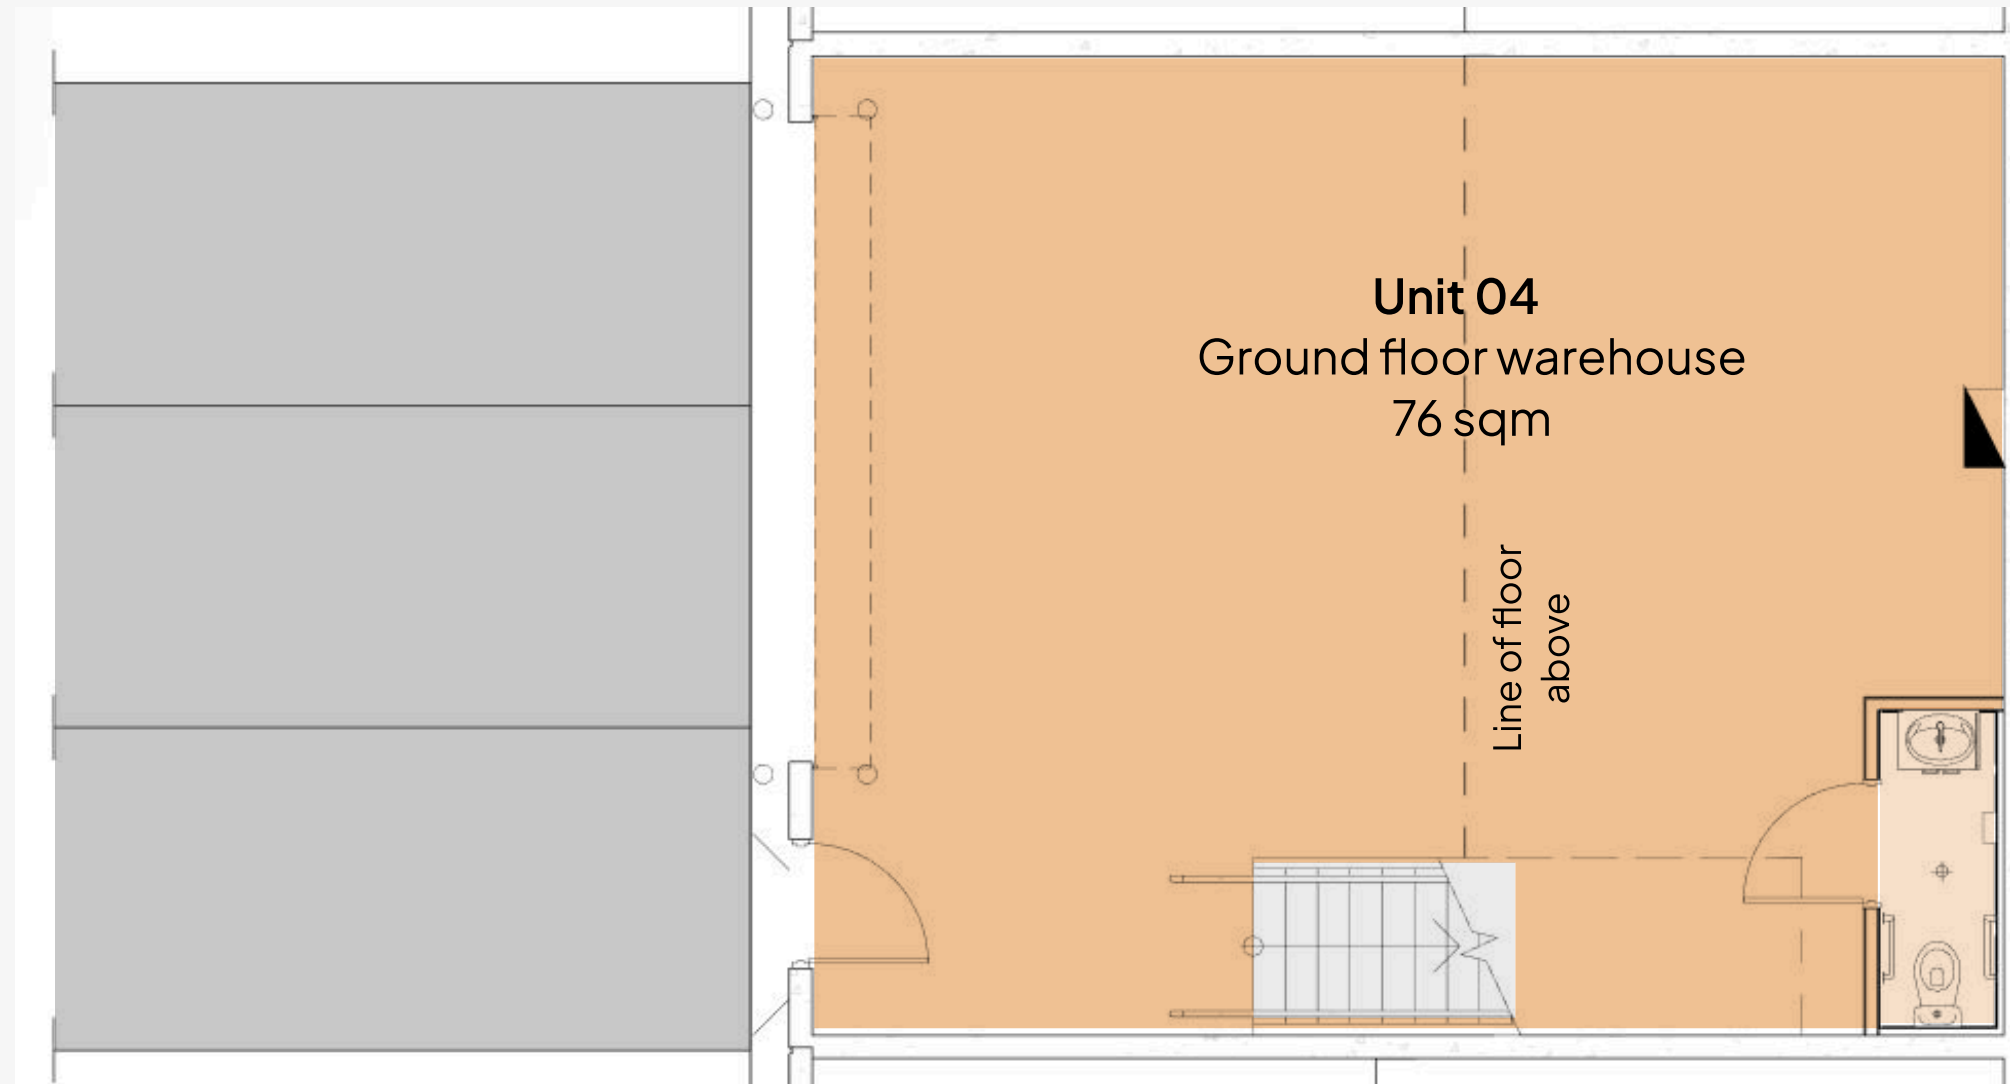 Unit 04
Ground floor warehouse
76 sqm
Line of floor
above